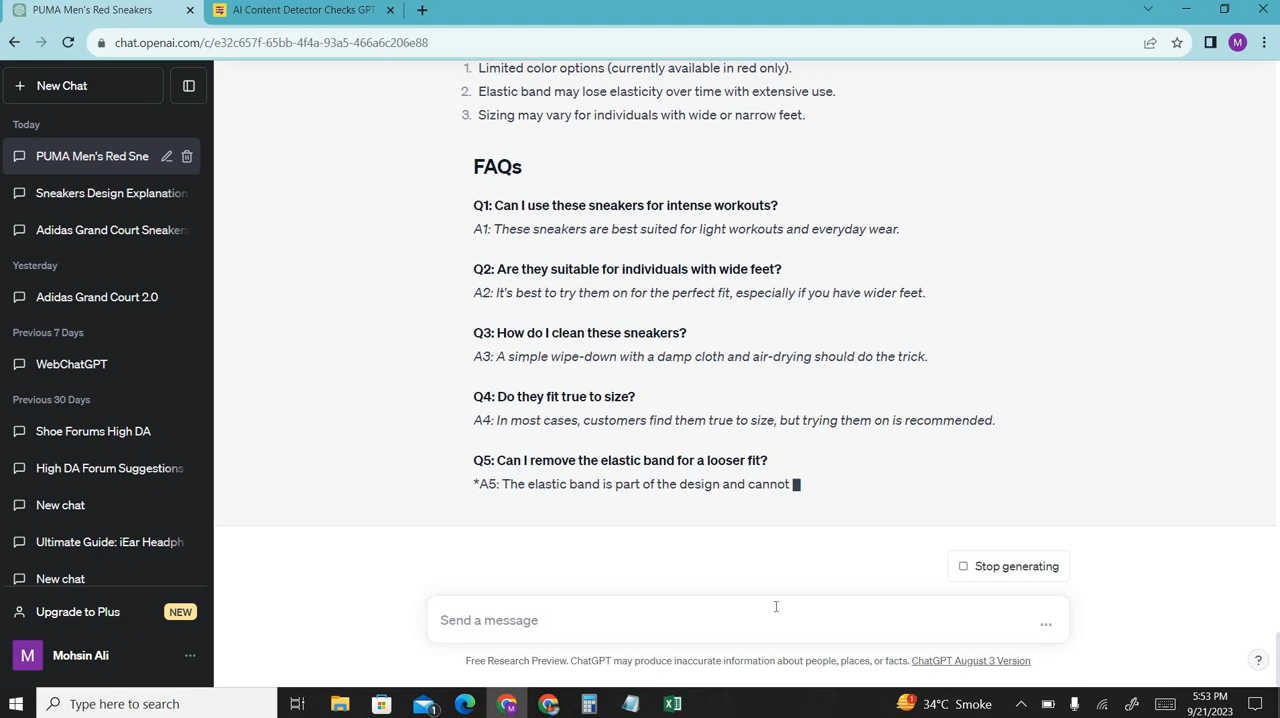 PUMA Men's Red Sneakers
AI Content Detector Checks GPT-
chat.openai.com/c/e32c657f-65bb-4f4a-93a5-466a6c206e88
M
New Chat
Today
PUMA Men's Red Sne
Sneakers Design Explanation
Adidas Grand Court Sneakers
Yesterday
Adidas Grand Court 2.0
Previous 7 Days
WebChatGPT
Previous 30 Days
Shoe Forums High DA
High DA Forum Suggestions
New chat
Ultimate Guide: iEar Headph
New chat
Upgrade to Plus NEW
M Mohsin Ali
1. Limited color options (currently available in red only).
2. Elastic band may lose elasticity over time with extensive use.
3. Sizing may vary for individuals with wide or narrow feet.
FAQs
Q1: Can I use these sneakers for intense workouts?
A1: These sneakers are best suited for light workouts and everyday wear.
Q2: Are they suitable for individuals with wide feet?
A2: It's best to try them on for the perfect fit, especially if you have wider feet.
Q3: How do I clean these sneakers?
A3: A simple wipe-down with a damp cloth and air-drying should do the trick.
Q4: Do they fit true to size?
A4: In most cases, customers find them true to size, but trying them on is recommended.
Q5: Can I remove the elastic band for a looser fit?
*A5: The elastic band is part of the design and cannot
Stop generating
Send a message
Free Research Preview. ChatGPT may produce inaccurate information about people, places, or facts. ChatGPT August 3 Version
?
Type here to search
1
34°C Smoke
5:53 PM
9/21/2023